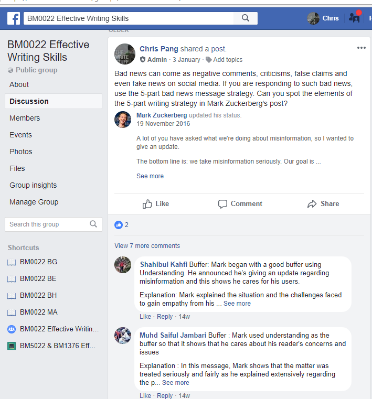 BM0022 Effective Writing Skills
Chris
BM0022 Effective
Writing Skills
Public group
About
Discussion
Members
Events
Photos
Files
Group insights
Manage Group
Search this group
Shortcuts
BM0022 BG
BM0022 BE
BM0022 BH
BM0022 MA
BM0022 Effective Writin...
BM5022 & BM1376 Eff...
Chris Pang shared a post
Admin · 3 January · Add topics
Bad news can come as negative comments, criticisms, false claims and
even fake news on social media. If you are responding to such bad news,
use the 5-part bad news message strategy. Can you spot the elements of
the 5-part writing strategy in Mark Zuckerberg's post?
Mark Zuckerberg updated his status.
19 November 2016
A lot of you have asked what we're doing about misinformation, so I wanted to
give an update.
The bottom line is: we take misinformation seriously. Our goal is ...
See more
Like Comment Share
2
View 7 more comments
Shahibul Kahfi Buffer: Mark began with a good buffer using
Understanding. He announced he's giving an update regarding
misinformation and this shows he cares for his users.
Explanation: Mark explained the situation and the challenges faced
to gain empathy from his ... See more
Like · Reply · 14w
Muhd Saiful Jambari Buffer : Mark used understanding as the
buffer so that it shows that he cares about his reader's concerns and
issues
Explanation : In this message, Mark shows that the matter was
treated seriously and fairly as he explained extensively regarding
the p... See more
Like · Reply · 14w